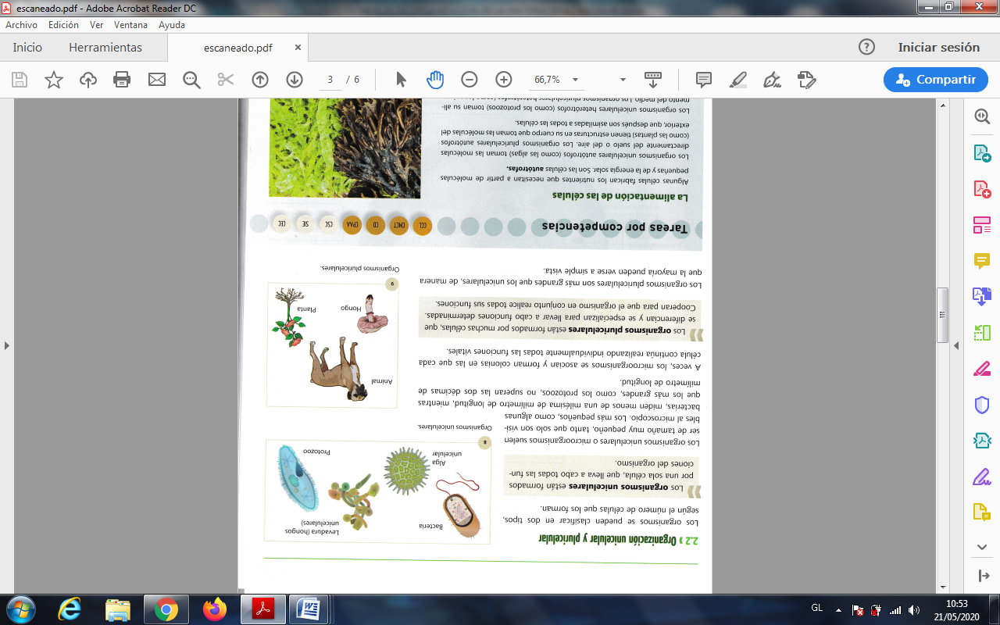 escaneado.pdf - Adobe Acrobat Reader DC
Archivo Edición Ver Ventana Ayuda
Inicio Herramientas escaneado.pdf × ? Iniciar sesión
3 / 6 66,7% Compartir
2.2 Organización unicelular y pluricelular
Los organismos se pueden clasificar en dos tipos,
según el número de células que los forman.
Los organismos unicelulares están formados
por una sola célula, que lleva a cabo todas las fun-
ciones del organismo.
Los organismos unicelulares o microorganismos suelen
ser de tamaño muy pequeño, tanto que solo son visi-
bles al microscopio. Los más pequeños, como algunas
bacterias, miden menos de una milésima de milímetro de longitud, mientras
que los más grandes, como los protozoos, no superan las dos décimas de
milímetro de longitud.
Bacteria
Levadura (hongos
unicelulares)
Alga
unicelular
Protozoo
8
Organismos unicelulares.
A veces, los microorganismos se asocian y forman colonias en las que cada
célula continúa realizando individualmente todas las funciones vitales.
Los organismos pluricelulares están formados por muchas células, que
se diferencian y se especializan para llevar a cabo funciones determinadas.
Cooperan para que el organismo en conjunto realice todas sus funciones.
Los organismos pluricelulares son más grandes que los unicelulares, de manera
que la mayoría pueden verse a simple vista.
Animal
Hongo
Planta
9
Organismos pluricelulares.
Tareas por competencias
CCL CMCT CD CPAA CSC SIE CEC
La alimentación de las células
Algunas células fabrican los nutrientes que necesitan a partir de moléculas
pequeñas y de la energía solar. Son las células autótrofas.
Los organismos unicelulares autótrofos (como las algas) toman las moléculas
directamente del suelo o del aire. Los organismos pluricelulares autótrofos
(como las plantas) tienen estructuras en su cuerpo que toman las moléculas del
exterior, que después son asimiladas a todas las células.
Los organismos unicelulares heterótrofos (como los protozoos) toman su ali-
mento del medio. Los organismos pluricelulares heterótrofos
GL 10:53
21/05/2020